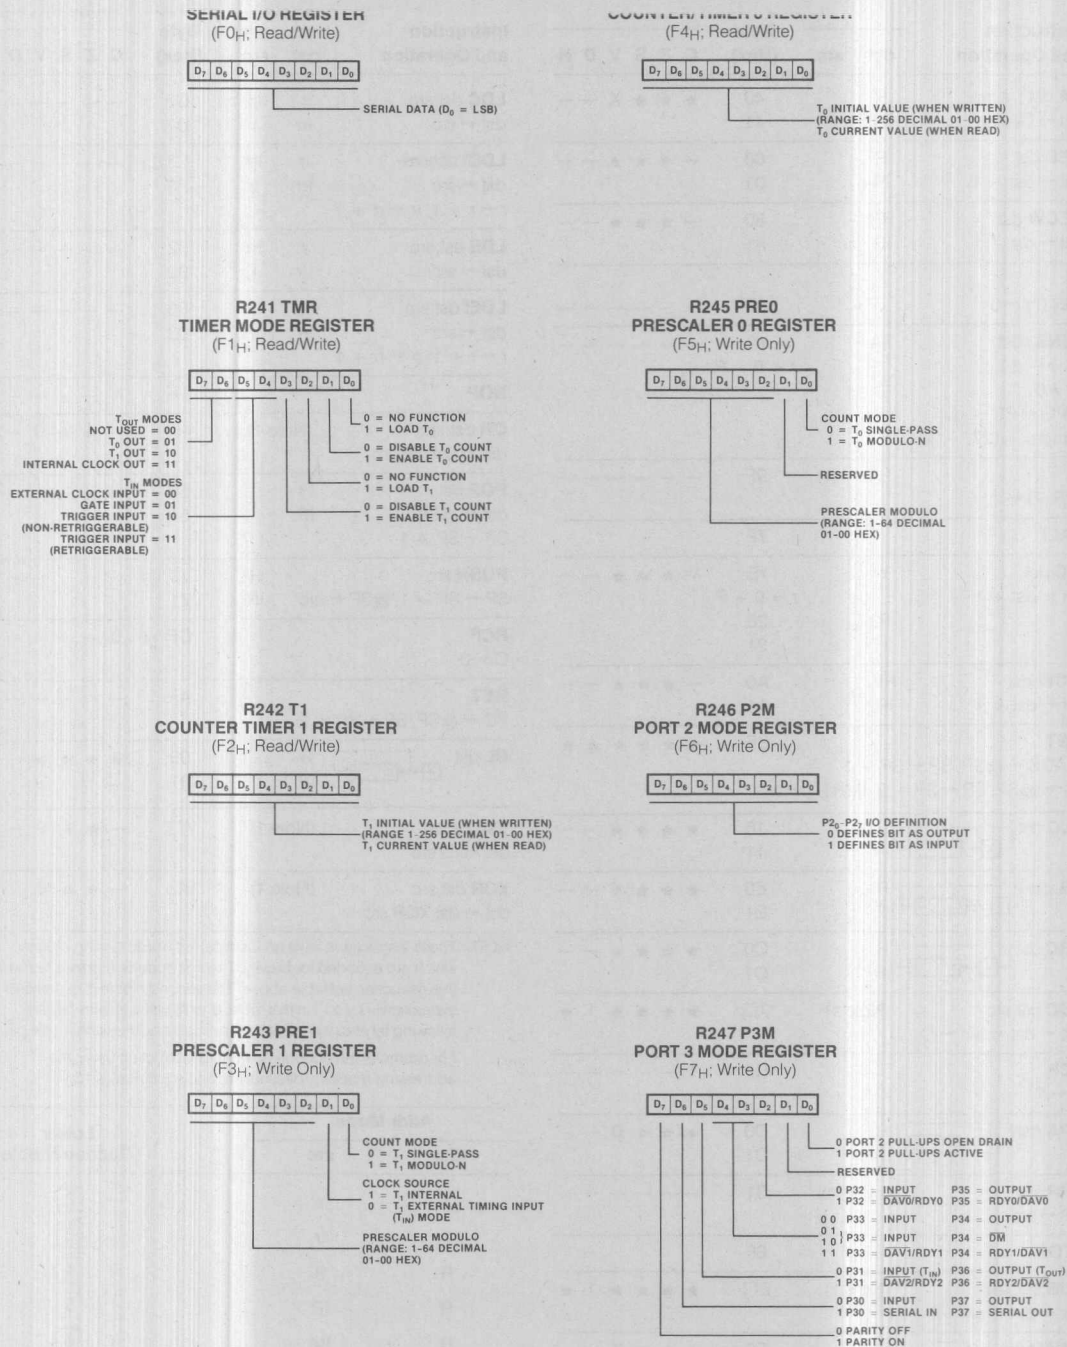 SERIAL I/O REGISTER
(F0H; Read/Write)
D7 D6 D5 D4 D3 D2 D1 D0
SERIAL DATA (D0 = LSB)
COUNTER/TIMER 0 REGISTER
(F4H; Read/Write)
D7 D6 D5 D4 D3 D2 D1 D0
T0 INITIAL VALUE (WHEN WRITTEN)
(RANGE: 1-256 DECIMAL 01-00 HEX)
T0 CURRENT VALUE (WHEN READ)
R241 TMR
TIMER MODE REGISTER
(F1H; Read/Write)
D7 D6 D5 D4 D3 D2 D1 D0
TOUT MODES
NOT USED = 00
T0 OUT = 01
T1 OUT = 10
INTERNAL CLOCK OUT = 11
TIN MODES
EXTERNAL CLOCK INPUT = 00
GATE INPUT = 01
TRIGGER INPUT = 10
(NON-RETRIGGERABLE)
TRIGGER INPUT = 11
(RETRIGGERABLE)
0 = NO FUNCTION
1 = LOAD T0
0 = DISABLE T0 COUNT
1 = ENABLE T0 COUNT
0 = NO FUNCTION
1 = LOAD T1
0 = DISABLE T1 COUNT
1 = ENABLE T1 COUNT
R245 PRE0
PRESCALER 0 REGISTER
(F5H; Write Only)
D7 D6 D5 D4 D3 D2 D1 D0
COUNT MODE
0 = T0 SINGLE-PASS
1 = T0 MODULO-N
RESERVED
PRESCALER MODULO
(RANGE: 1-64 DECIMAL
01-00 HEX)
R242 T1
COUNTER TIMER 1 REGISTER
(F2H; Read/Write)
D7 D6 D5 D4 D3 D2 D1 D0
T1 INITIAL VALUE (WHEN WRITTEN)
(RANGE 1-256 DECIMAL 01-00 HEX)
T1 CURRENT VALUE (WHEN READ)
R246 P2M
PORT 2 MODE REGISTER
(F6H; Write Only)
D7 D6 D5 D4 D3 D2 D1 D0
P20-P27 I/O DEFINITION
0 DEFINES BIT AS OUTPUT
1 DEFINES BIT AS INPUT
R243 PRE1
PRESCALER 1 REGISTER
(F3H; Write Only)
D7 D6 D5 D4 D3 D2 D1 D0
COUNT MODE
0 = T1 SINGLE-PASS
1 = T1 MODULO-N
CLOCK SOURCE
1 = T1 INTERNAL
0 = T1 EXTERNAL TIMING INPUT
(TIN) MODE
PRESCALER MODULO
(RANGE: 1-64 DECIMAL
01-00 HEX)
R247 P3M
PORT 3 MODE REGISTER
(F7H; Write Only)
D7 D6 D5 D4 D3 D2 D1 D0
0 PORT 2 PULL-UPS OPEN DRAIN
1 PORT 2 PULL-UPS ACTIVE
RESERVED
0 P32 = INPUT P35 = OUTPUT
1 P32 = DAV0/RDY0 P35 = RDY0/DAV0
0 0 P33 = INPUT P34 = OUTPUT
0 1
1 0 } P33 = INPUT P34 = DM
1 1 P33 = DAV1/RDY1 P34 = RDY1/DAV1
0 P31 = INPUT (TIN) P36 = OUTPUT (TOUT)
1 P31 = DAV2/RDY2 P36 = RDY2/DAV2
0 P30 = INPUT P37 = OUTPUT
1 P30 = SERIAL IN P37 = SERIAL OUT
0 PARITY OFF
1 PARITY ON